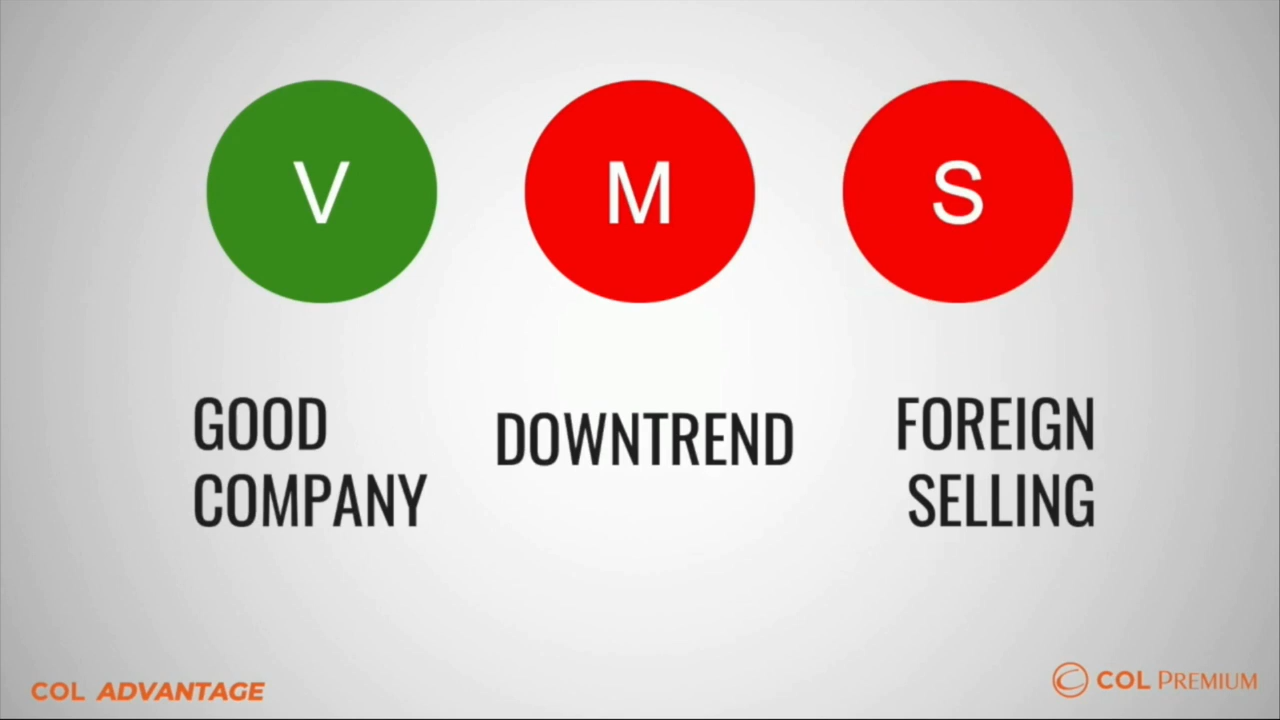 V M S
GOOD
COMPANY
DOWNTREND
FOREIGN
SELLING
COL ADVANTAGE
COL PREMIUM